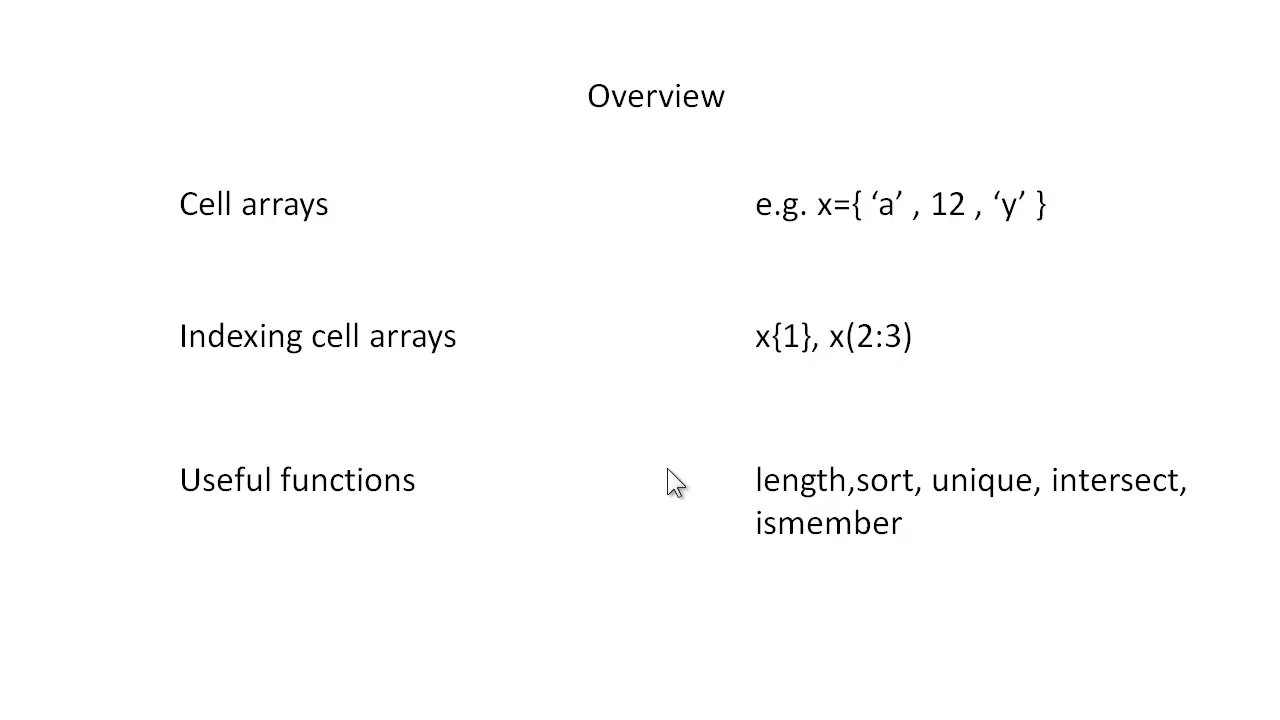 Overview
Cell arrays
e.g. x={ ‘a’ , 12 , ‘y’ }
Indexing cell arrays
x{1}, x(2:3)
Useful functions
length,sort, unique, intersect,
ismember